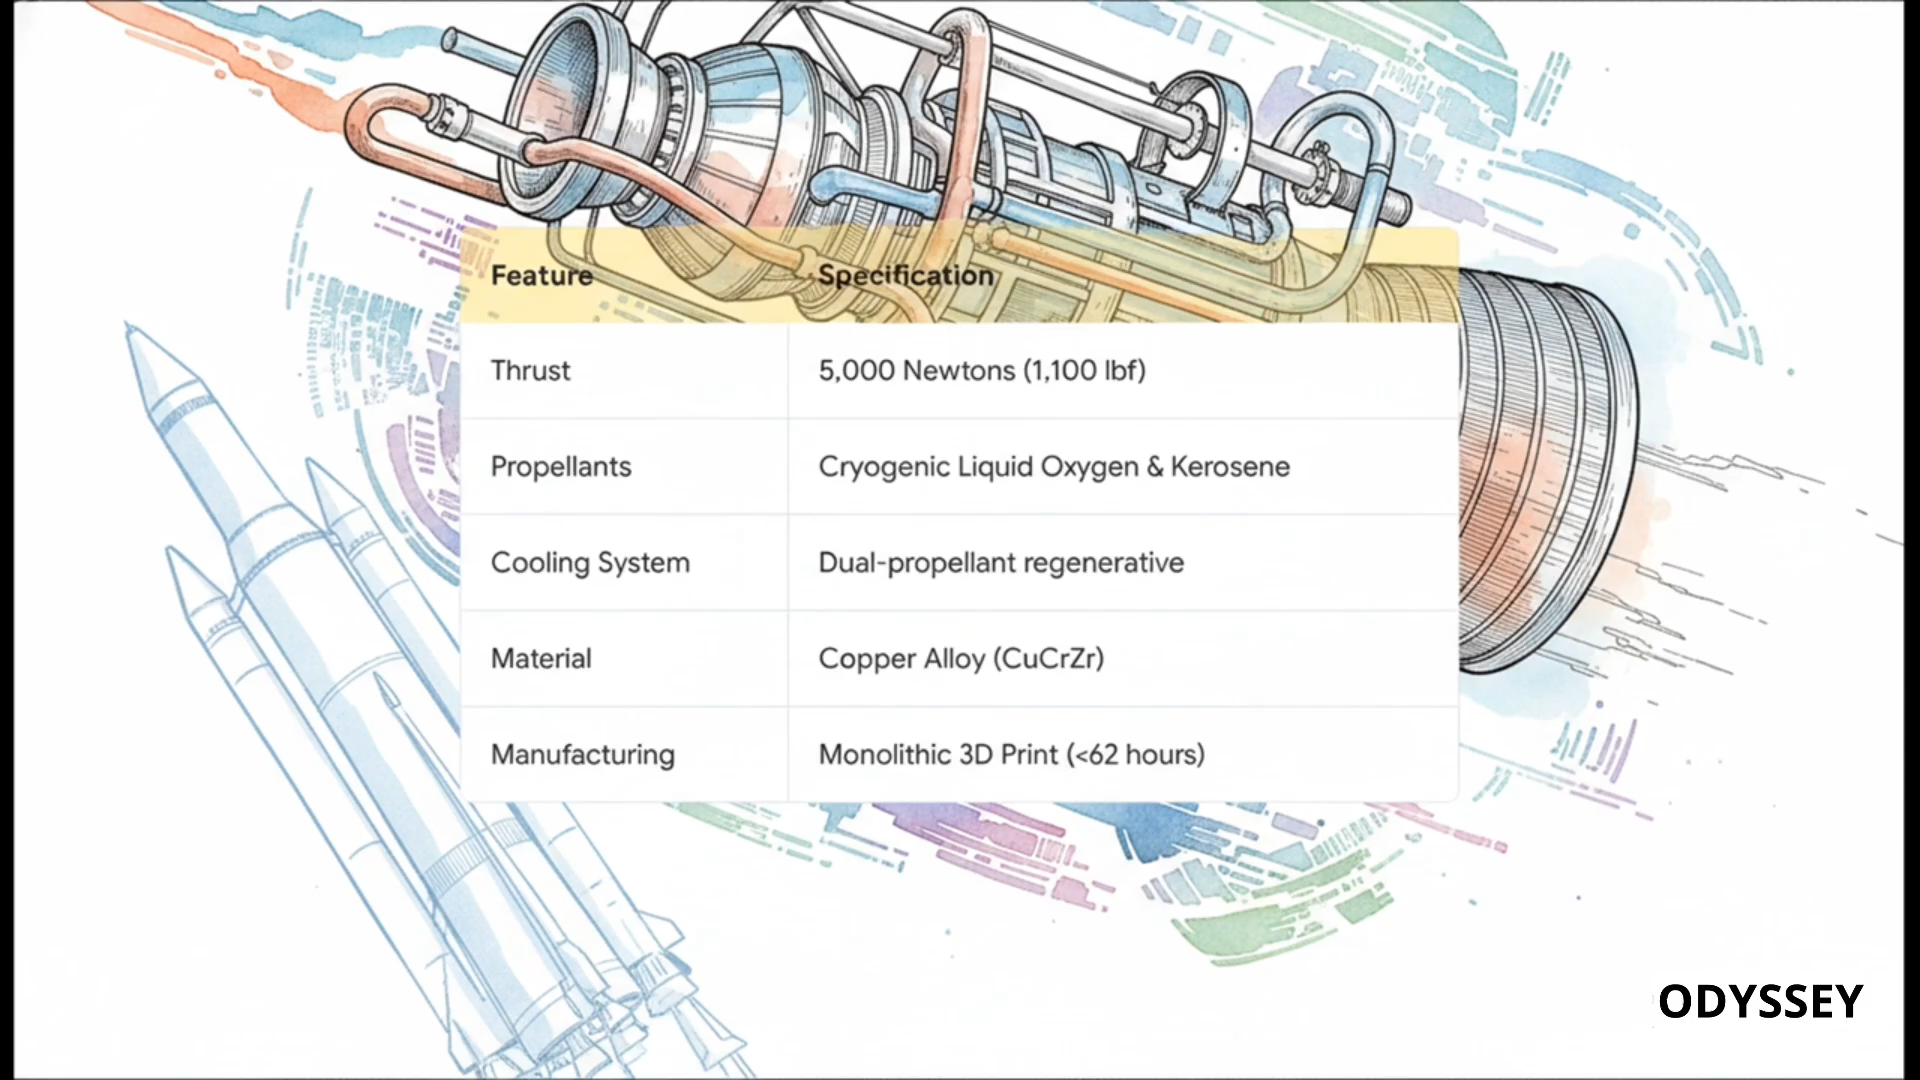 Feature Specification
Thrust 5,000 Newtons (1,100 lbf)
Propellants Cryogenic Liquid Oxygen & Kerosene
Cooling System Dual-propellant regenerative
Material Copper Alloy (CuCrZr)
Manufacturing Monolithic 3D Print (<62 hours)
ODYSSEY